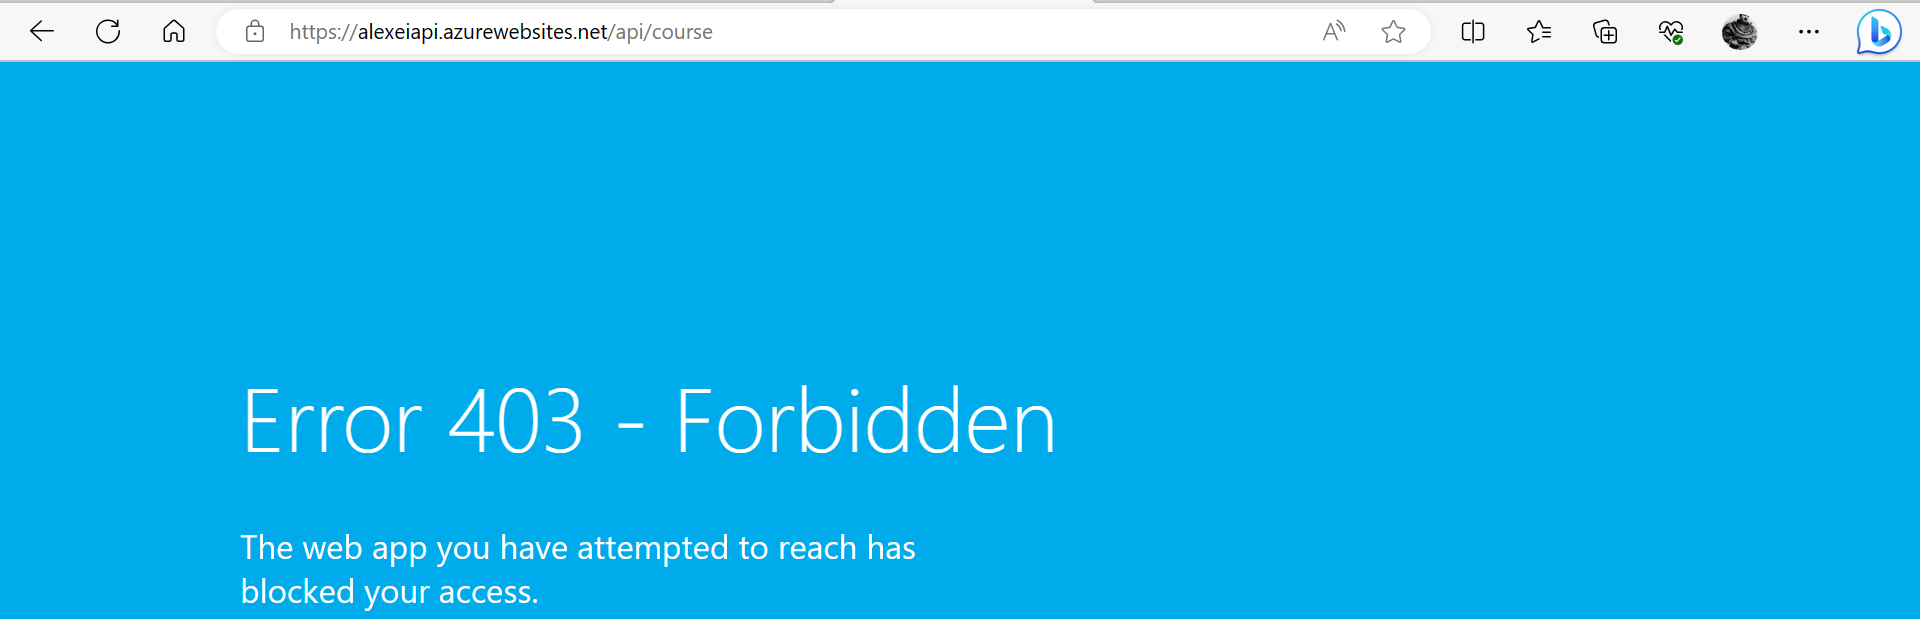 https://alexeiapi.azurewebsites.net/api/course
Error 403 - Forbidden
The web app you have attempted to reach has
blocked your access.